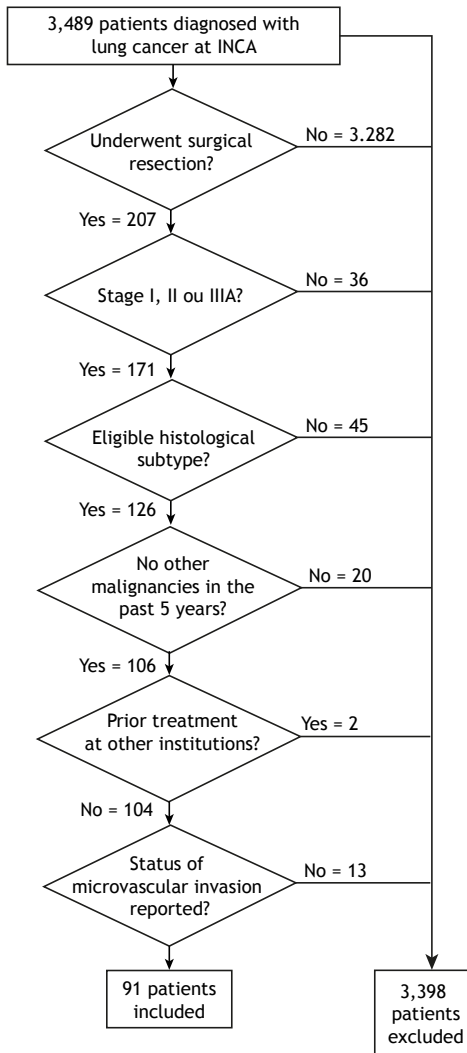 3,489 patients diagnosed with
lung cancer at INCA
Underwent surgical
resection?
No = 3.282
Yes = 207
Stage I, II ou IIIA?
No = 36
Yes = 171
Eligible histological
subtype?
No = 45
Yes = 126
No other
malignancies in the
past 5 years?
No = 20
Yes = 106
Prior treatment
at other institutions?
Yes = 2
No = 104
Status of
microvascular invasion
reported?
No = 13
91 patients
included
3,398
patients
excluded